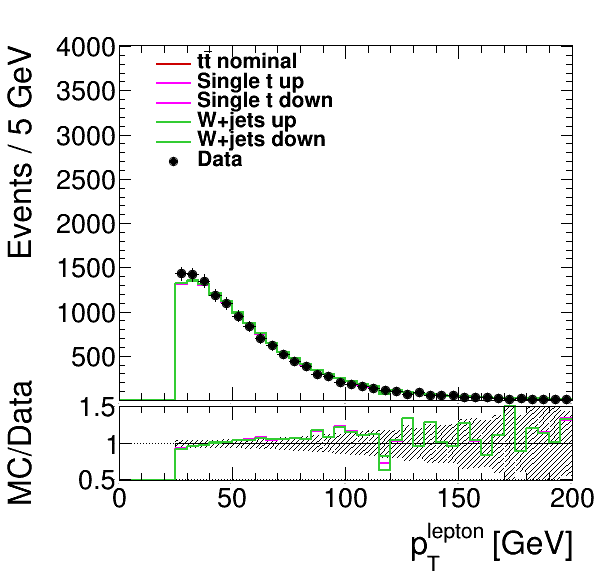 Events / 5 GeV
4000
3500
3000
2500
2000
1500
1000
500
tt̄ nominal
Single t up
Single t down
W+jets up
W+jets down
Data
MC/Data
1.5
1
0.5
0 50 100 150 200
p_T^lepton [GeV]